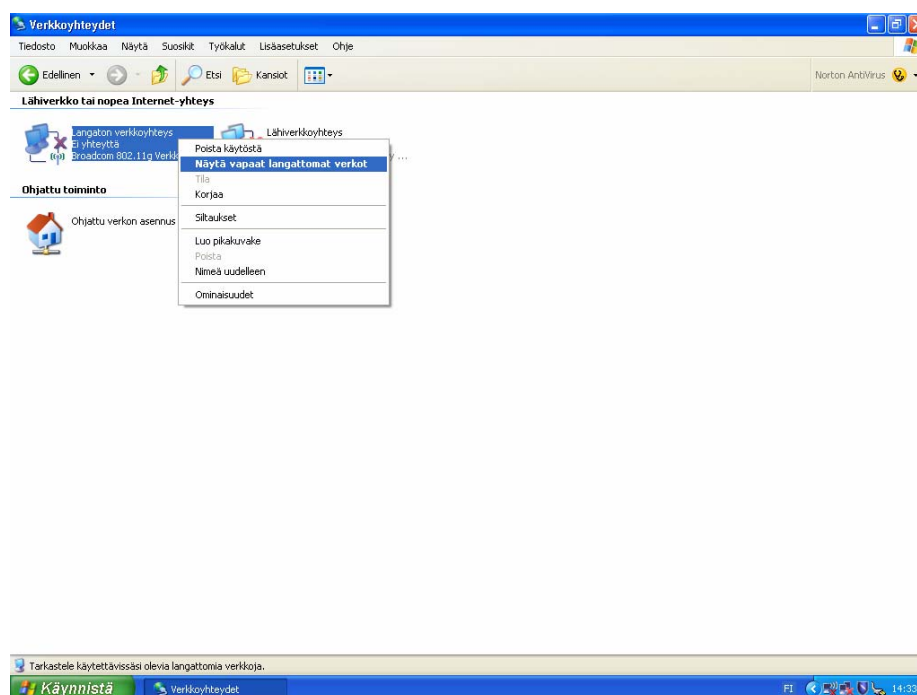 Verkkoyhteydet
Tiedosto Muokkaa Näytä Suosikit Työkalut Lisäasetukset Ohje
Edellinen Etsi Kansiot Norton AntiVirus
Lähiverkko tai nopea Internet-yhteys
Langaton verkkoyhteys
Ei yhteyttä
Broadcom 802.11g
Lähiverkkoyhteys
...
Poista käytöstä
Näytä vapaat langattomat verkot
Tila
Korjaa
Siltaukset
Luo pikakuvake
Poista
Nimeä uudelleen
Ominaisuudet
Ohjattu toiminto
Ohjattu verkon asennus
Tarkastele käytettävissäsi olevia langattomia verkkoja.
Käynnistä Verkkoyhteydet FI 14:33